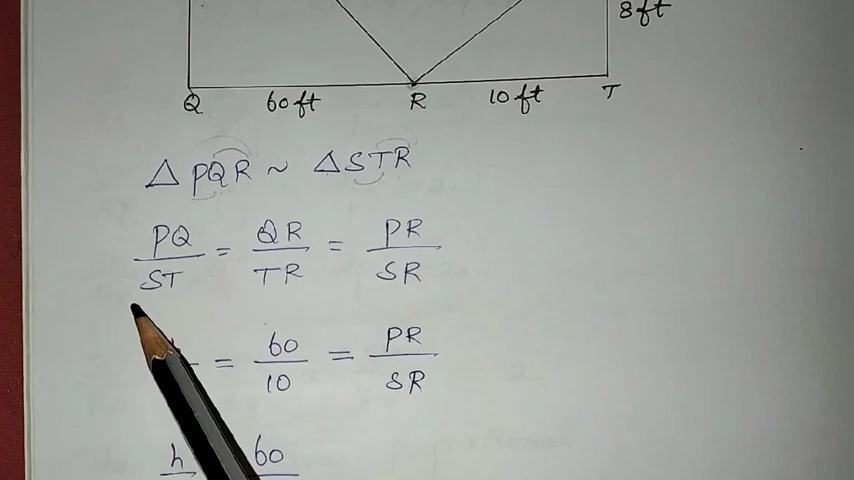 8ft
Q 60ft R 10ft T
△ PQR ~ △STR
PQ/ST = QR/TR = PR/SR
= 60/10 = PR/SR
h 60